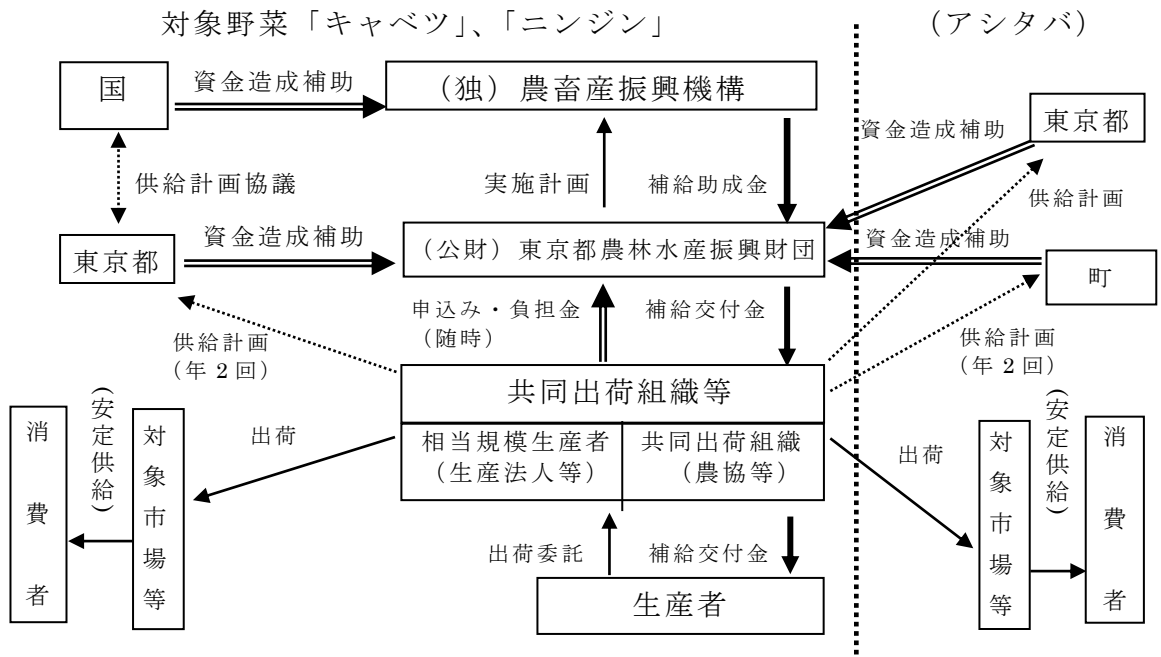 対象野菜「キャベツ」、「ニンジン」
(アシタバ)
国
資金造成補助
(独)農畜産振興機構
資金造成補助
東京都
供給計画協議
実施計画
補給助成金
供給計画
東京都
資金造成補助
(公財)東京都農林水産振興財団
資金造成補助
町
供給計画
(年2回)
申込み・負担金
(随時)
補給交付金
供給計画
(年2回)
共同出荷組織等
相当規模生産者
(生産法人等)
共同出荷組織
(農協等)
消費者
(安定供給)
対象市場等
出荷
出荷
対象市場等
(安定供給)
消費者
出荷委託
補給交付金
生産者